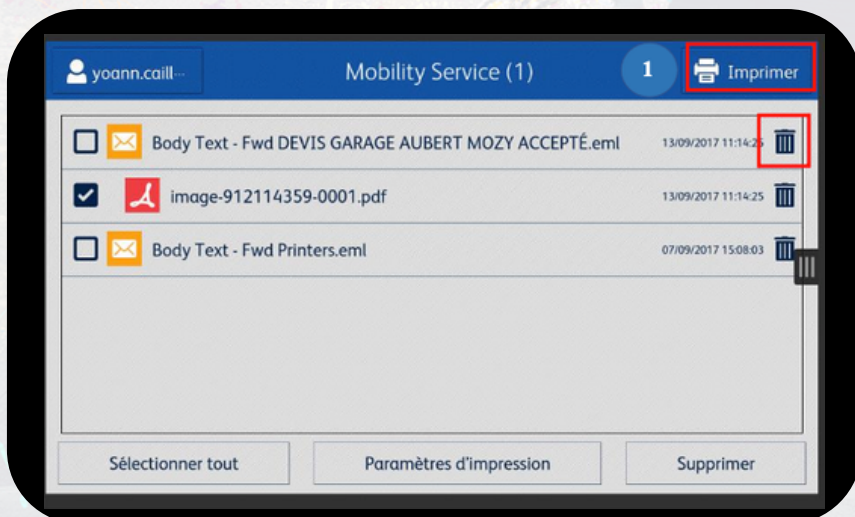 yoann.caill...
Mobility Service (1)
1
Imprimer
Body Text - Fwd DEVIS GARAGE AUBERT MOZY ACCEPTÉ.eml
13/09/2017 11:14:25
image-912114359-0001.pdf
13/09/2017 11:14:25
Body Text - Fwd Printers.eml
07/09/2017 15:08:03
Sélectionner tout
Paramètres d'impression
Supprimer